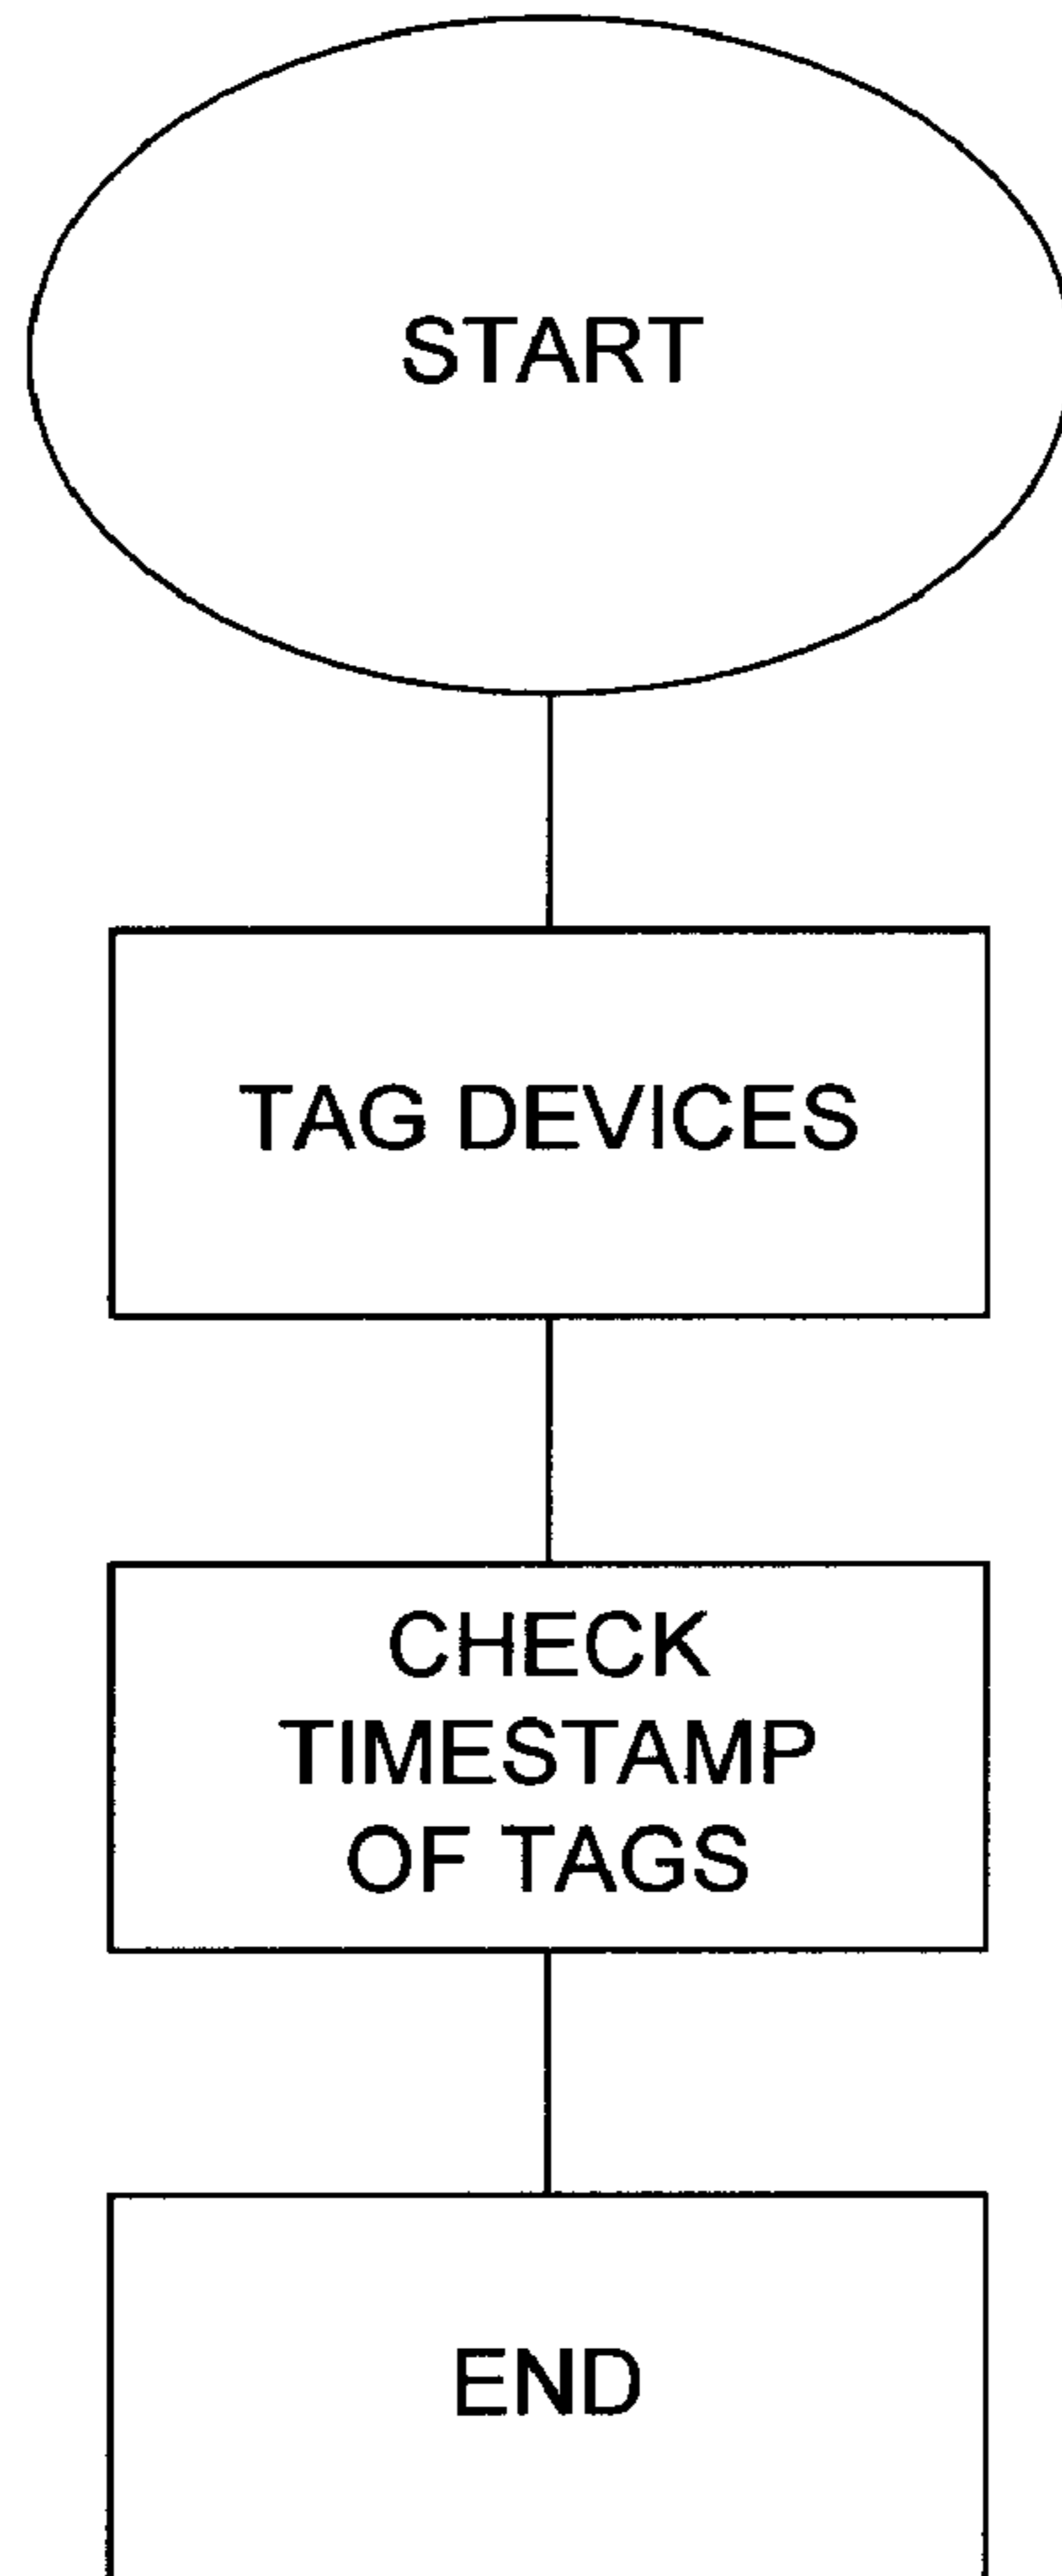 START
TAG DEVICES
CHECK
TIMESTAMP
OF TAGS
END